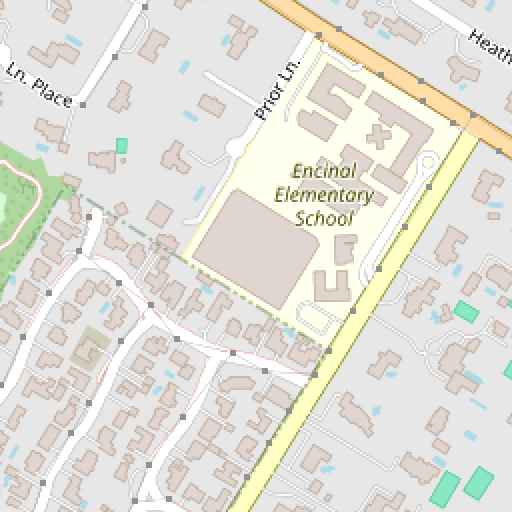 Heath
Ln. Place
Prior Ln.
Encinal
Elementary
School